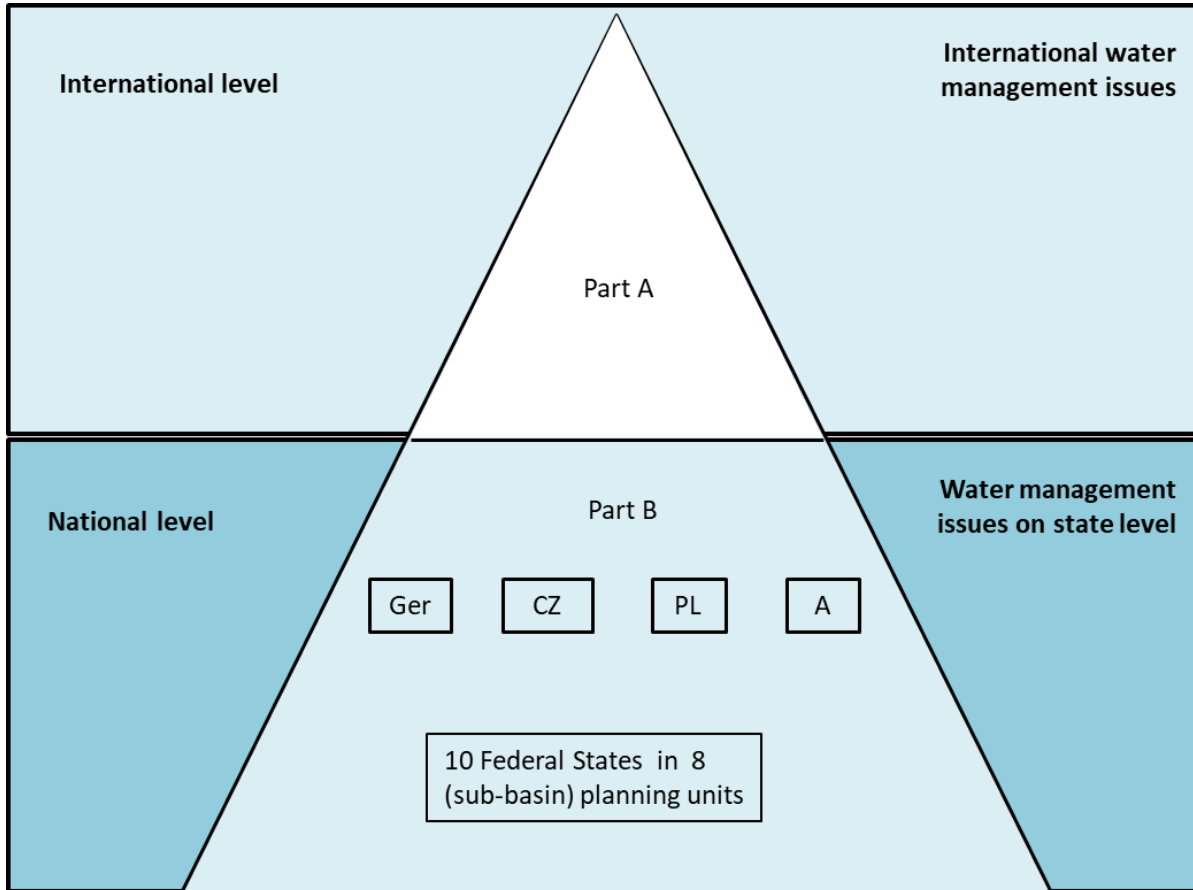 International level
International water
management issues
Part A
National level
Water management
issues on state level
Part B
Ger
CZ
PL
A
10 Federal States in 8
(sub-basin) planning units